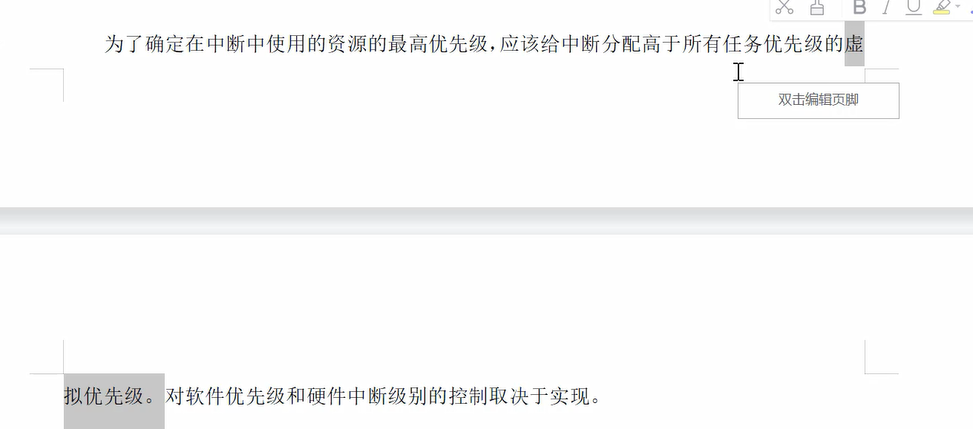 B I U
为了确定在中断中使用的资源的最高优先级,应该给中断分配高于所有任务优先级的虚
双击编辑页脚
拟优先级。对软件优先级和硬件中断级别的控制取决于实现。